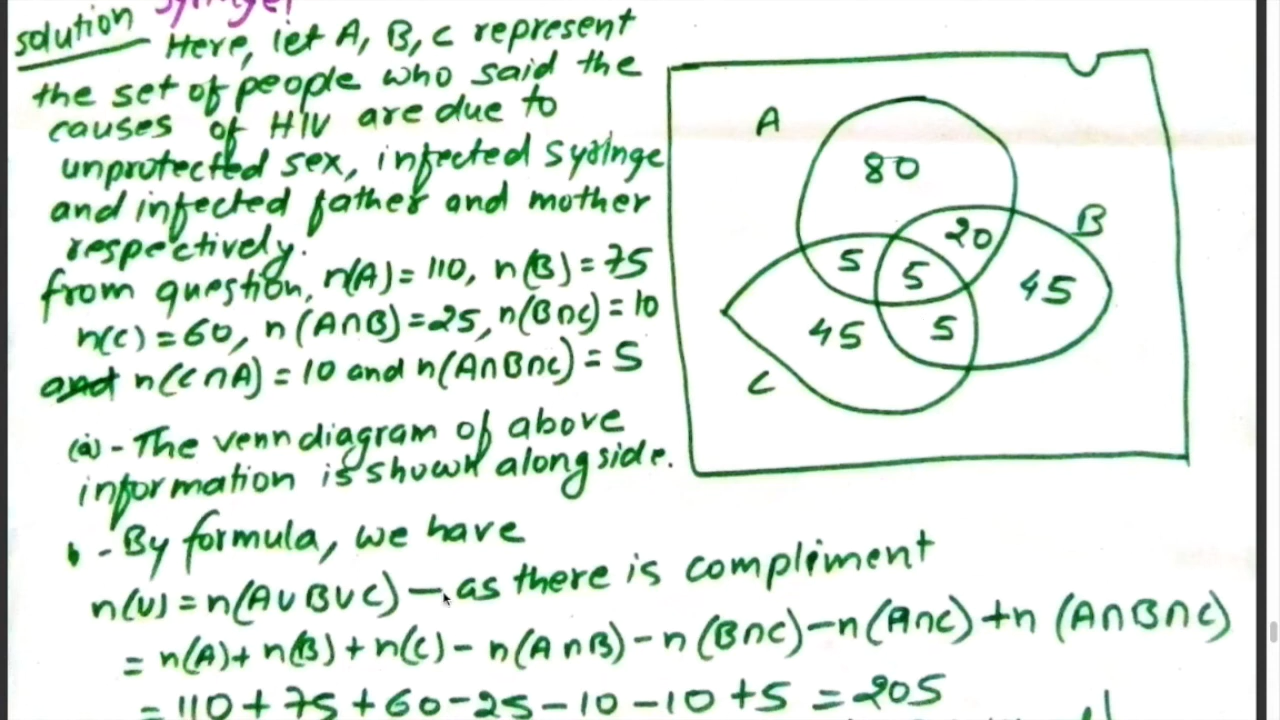 syringe?
solution
Here, let A, B, C represent
the set of people who said the
causes of HIV are due to
unprotected sex, infected syringe
and infected father and mother
respectively.
from question, n(A) = 110, n(B) = 75
n(C) = 60, n(A∩B) = 25, n(B∩C) = 10
and n(C∩A) = 10 and n(A∩B∩C) = 5
(a) - The venn diagram of above
information is shown alongside.
b - By formula, we have
n(U) = n(A∪B∪C) — as there is compliment
= n(A) + n(B) + n(C) - n(A∩B) - n(B∩C) - n(A∩C) + n(A∩B∩C)
= 110 + 75 + 60 - 25 - 10 - 10 + 5 = 205
A
80
B
20
5
5
45
45
5
C